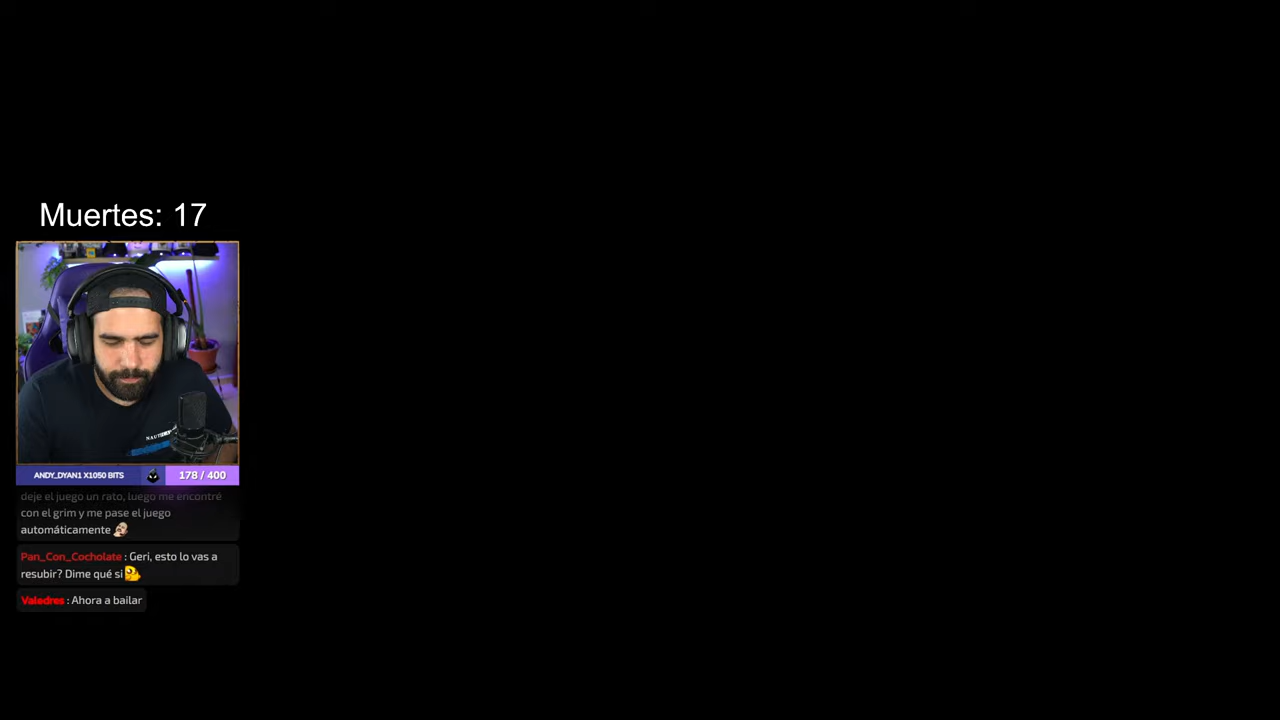 Muertes: 17
ANDY_DYAN1 X1050 BITS
178 / 400
deje el juego un rato, luego me encontré
con el grim y me pase el juego
automáticamente
Pan_Con_Cocholate : Geri, esto lo vas a
resubir? Dime qué si
Valedres : Ahora a bailar